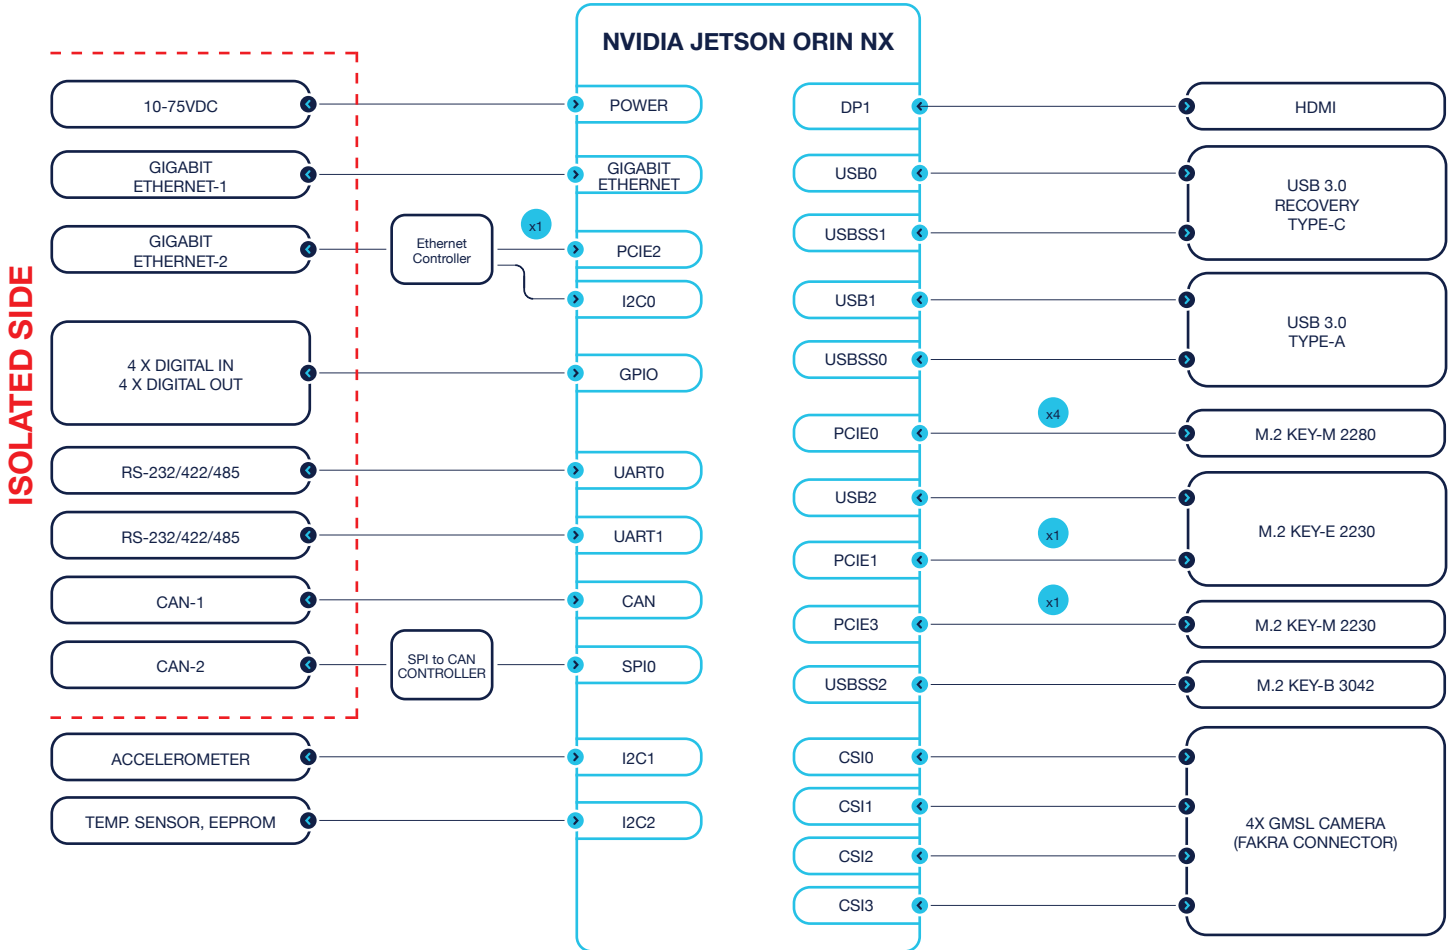 NVIDIA JETSON ORIN NX
ISOLATED SIDE
10-75VDC
POWER
GIGABIT
ETHERNET-1
GIGABIT
ETHERNET
GIGABIT
ETHERNET-2
Ethernet
Controller
x1
PCIE2
I2C0
4 X DIGITAL IN
4 X DIGITAL OUT
GPIO
RS-232/422/485
UART0
RS-232/422/485
UART1
CAN-1
CAN
CAN-2
SPI to CAN
CONTROLLER
SPI0
ACCELEROMETER
I2C1
TEMP. SENSOR, EEPROM
I2C2
DP1
HDMI
USB0
USBSS1
USB 3.0
RECOVERY
TYPE-C
USB1
USBSS0
USB 3.0
TYPE-A
PCIE0
x4
M.2 KEY-M 2280
USB2
x1
PCIE1
M.2 KEY-E 2230
x1
PCIE3
M.2 KEY-M 2230
USBSS2
M.2 KEY-B 3042
CSI0
CSI1
CSI2
CSI3
4X GMSL CAMERA
(FAKRA CONNECTOR)